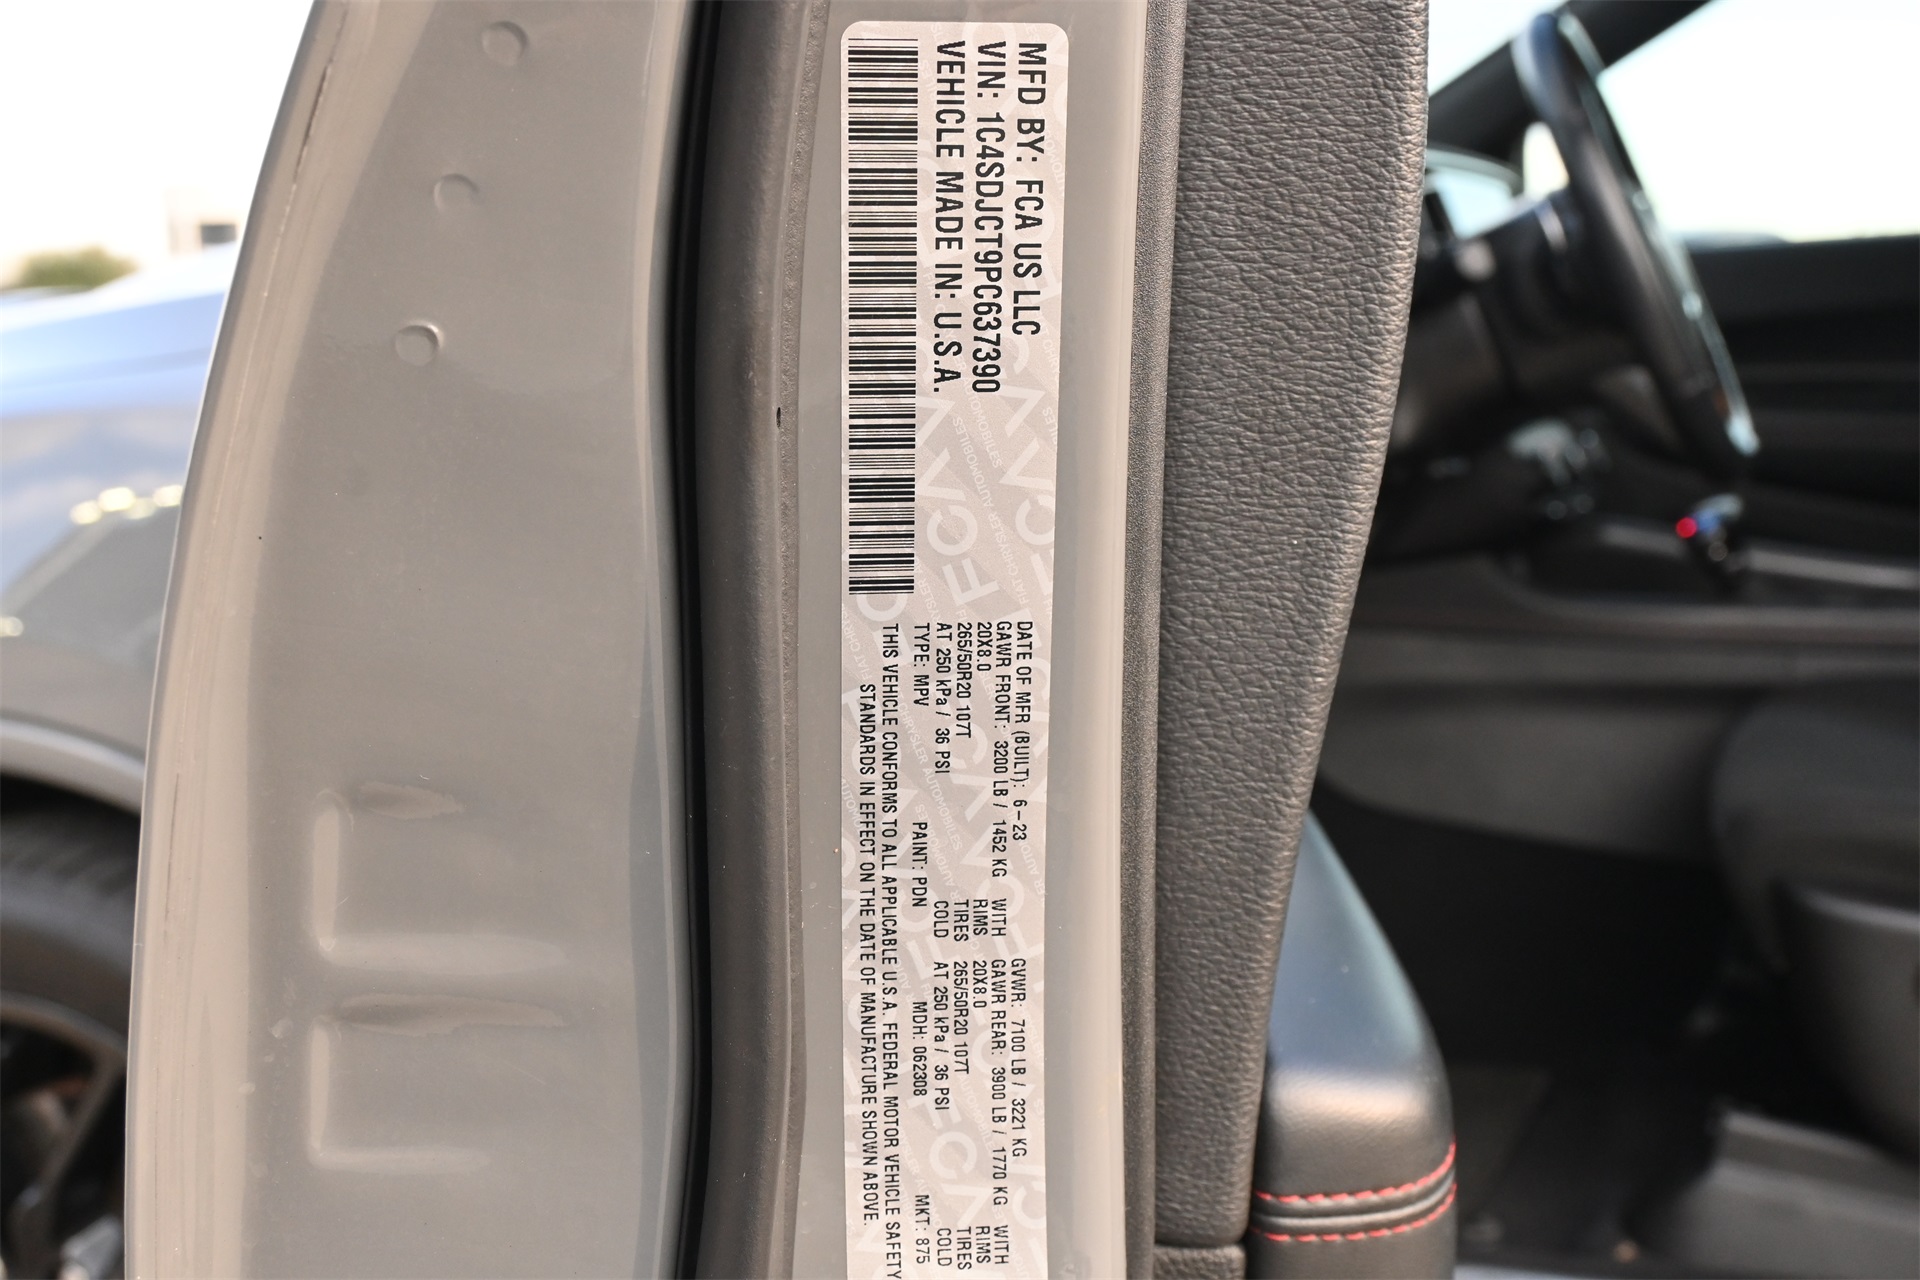 MFD BY: FCA US LLC
VIN: 1C4SDJCT9PC637390
VEHICLE MADE IN: U.S.A.
DATE OF MFR (BUILT): 6-23 GVWR: 7100 LB / 3221 KG
GAWR FRONT: 3200 LB / 1452 KG WITH GAWR REAR: 3900 LB / 1770 KG WITH
20X8.0 RIMS 20X8.0 RIMS
265/50R20 107T TIRES 265/50R20 107T TIRES
AT 250 kPa / 36 PSI COLD AT 250 kPa / 36 PSI COLD
TYPE: MPV PAINT: PDN MDH: 062308 MKT: 875
THIS VEHICLE CONFORMS TO ALL APPLICABLE U.S.A. FEDERAL MOTOR VEHICLE SAFETY
STANDARDS IN EFFECT ON THE DATE OF MANUFACTURE SHOWN ABOVE.